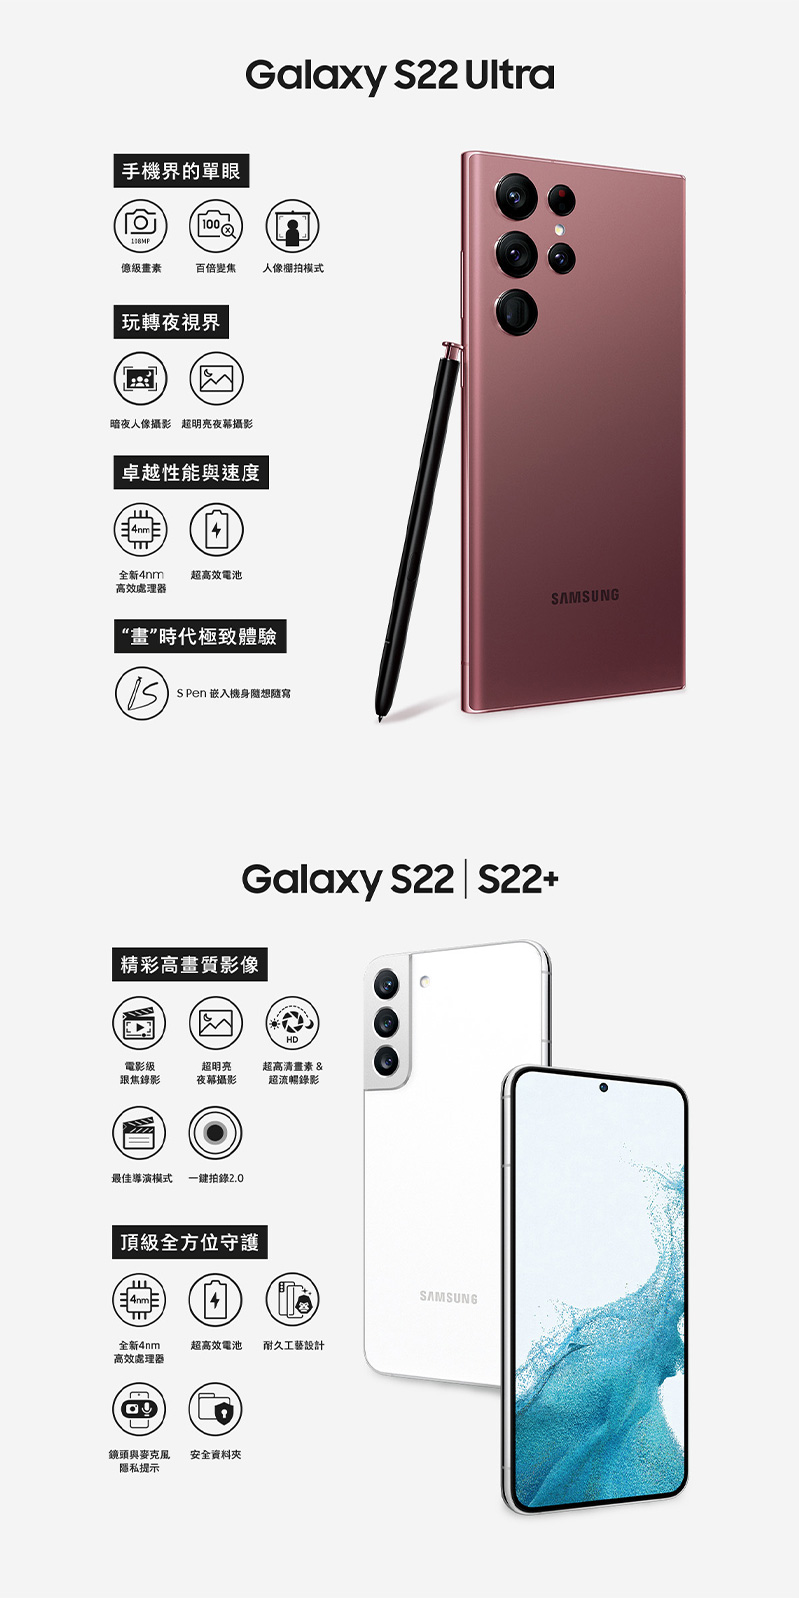 Galaxy S22 Ultra
手機界的單眼
108MP
100
億級畫素
百倍變焦
人像棚拍模式
玩轉夜視界
暗夜人像攝影
超明亮夜幕攝影
卓越性能與速度
4nm
全新4nm
高效處理器
超高效電池
“畫”時代極致體驗
S Pen 嵌入機身隨想隨寫
SAMSUNG
Galaxy S22 | S22+
精彩高畫質影像
HD
電影級
跟焦錄影
超明亮
夜幕攝影
超高清畫素 &
超流暢錄影
最佳導演模式
一鍵拍錄2.0
頂級全方位守護
4nm
全新4nm
高效處理器
超高效電池
耐久工藝設計
鏡頭與麥克風
隱私提示
安全資料夾
SAMSUNG